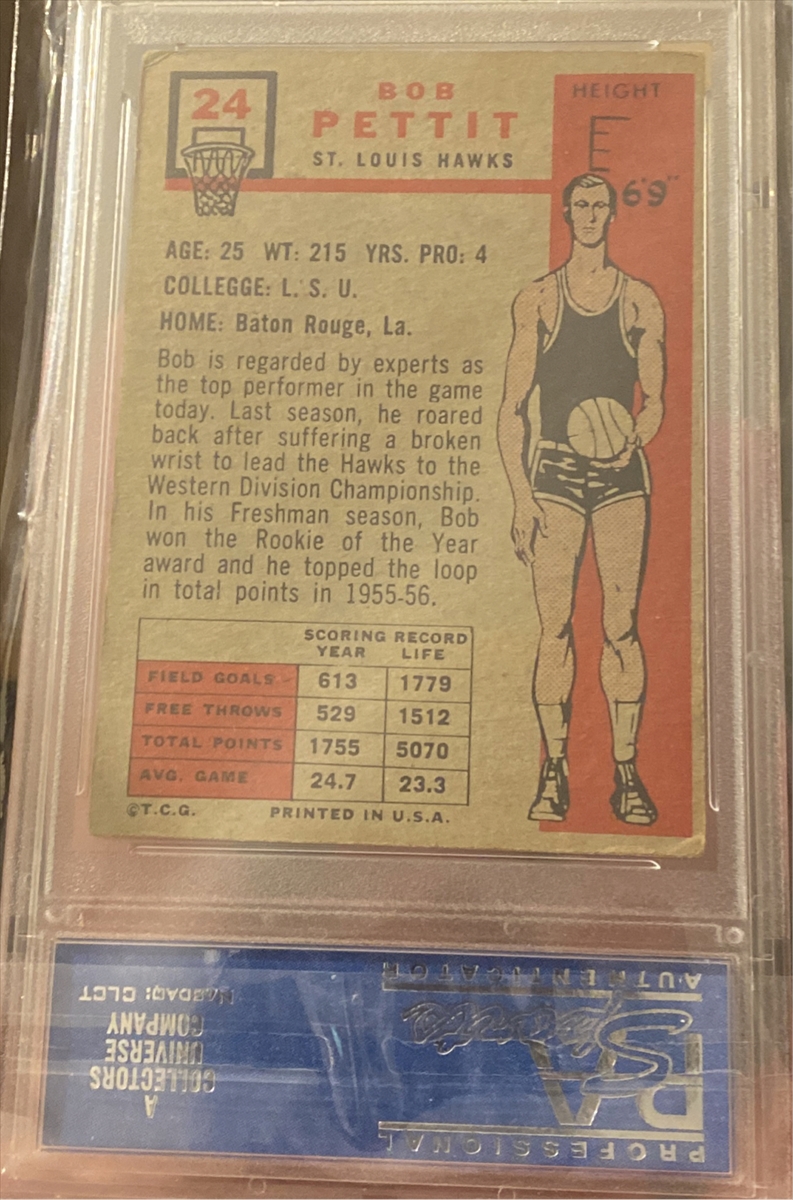 24
BOB
PETTIT
ST. LOUIS HAWKS
HEIGHT
6'9"
AGE: 25 WT: 215 YRS. PRO: 4
COLLEGGE: L. S. U.
HOME: Baton Rouge, La.
Bob is regarded by experts as
the top performer in the game
today. Last season, he roared
back after suffering a broken
wrist to lead the Hawks to the
Western Division Championship.
In his Freshman season, Bob
won the Rookie of the Year
award and he topped the loop
in total points in 1955-56.
SCORING RECORD
YEAR LIFE
FIELD GOALS 613 1779
FREE THROWS 529 1512
TOTAL POINTS 1755 5070
AVG. GAME 24.7 23.3
©T.C.G. PRINTED IN U.S.A.
PROFESSIONAL
PSA
AUTHENTICATOR
A
COLLECTORS
UNIVERSE
COMPANY
NASDAQ: CLCT